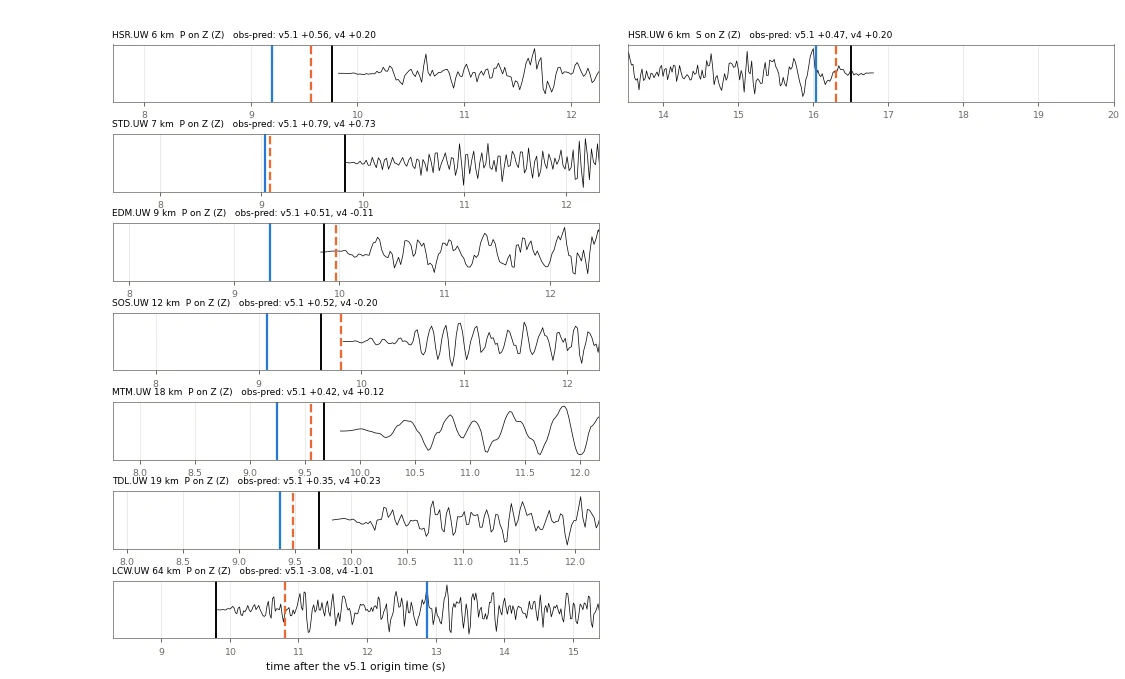 HSR.UW 6 km  P on Z (Z)   obs-pred: v5.1 +0.56, v4 +0.20
8 9 10 11 12
HSR.UW 6 km  S on Z (Z)   obs-pred: v5.1 +0.47, v4 +0.20
14 15 16 17 18 19 20
STD.UW 7 km  P on Z (Z)   obs-pred: v5.1 +0.79, v4 +0.73
8 9 10 11 12
EDM.UW 9 km  P on Z (Z)   obs-pred: v5.1 +0.51, v4 -0.11
8 9 10 11 12
SOS.UW 12 km  P on Z (Z)   obs-pred: v5.1 +0.52, v4 -0.20
8 9 10 11 12
MTM.UW 18 km  P on Z (Z)   obs-pred: v5.1 +0.42, v4 +0.12
8.0 8.5 9.0 9.5 10.0 10.5 11.0 11.5 12.0
TDL.UW 19 km  P on Z (Z)   obs-pred: v5.1 +0.35, v4 +0.23
8.0 8.5 9.0 9.5 10.0 10.5 11.0 11.5 12.0
LCW.UW 64 km  P on Z (Z)   obs-pred: v5.1 -3.08, v4 -1.01
9 10 11 12 13 14 15
time after the v5.1 origin time (s)